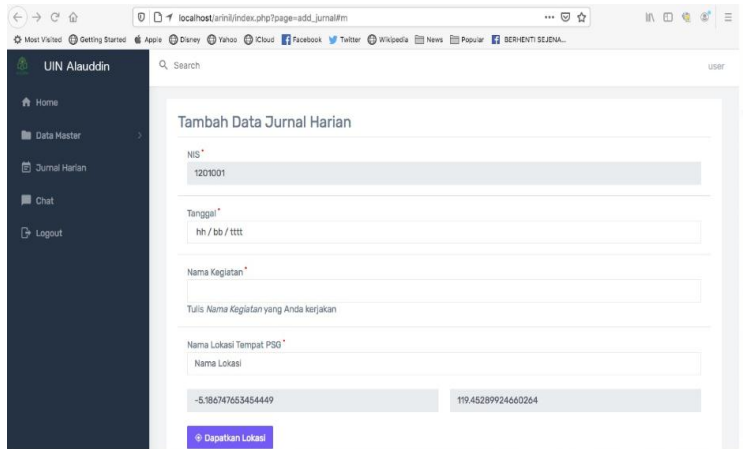 localhost/arinil/index.php?page=add_jurnal#m
Most Visited Getting Started Apple Disney Yahoo iCloud Facebook Twitter Wikipedia News Popular BERHENTI SEJENA...
UIN Alauddin
Search
user
Home
Data Master
Jurnal Harian
Chat
Logout
Tambah Data Jurnal Harian
NIS*
1201001
Tanggal*
hh / bb / tttt
Nama Kegiatan*
Tulis Nama Kegiatan yang Anda kerjakan
Nama Lokasi Tempat PSG*
Nama Lokasi
-5.186747653454449 119.45289924660264
Dapatkan Lokasi